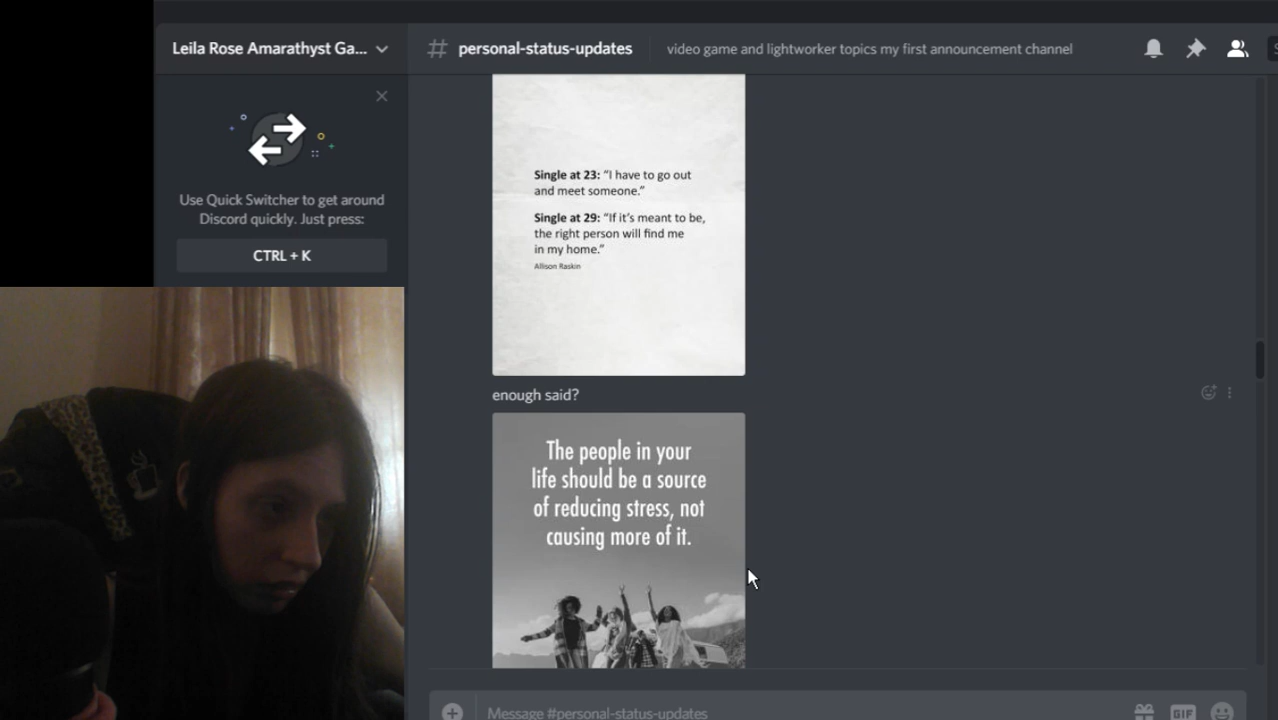 Leila Rose Amarathyst Ga...
# personal-status-updates
video game and lightworker topics my first announcement channel
Use Quick Switcher to get around
Discord quickly. Just press:
CTRL + K
Single at 23: “I have to go out
and meet someone.”
Single at 29: “If it’s meant to be,
the right person will find me
in my home.”
Allison Raskin
enough said?
The people in your
life should be a source
of reducing stress, not
causing more of it.
Message #personal-status-updates
GIF